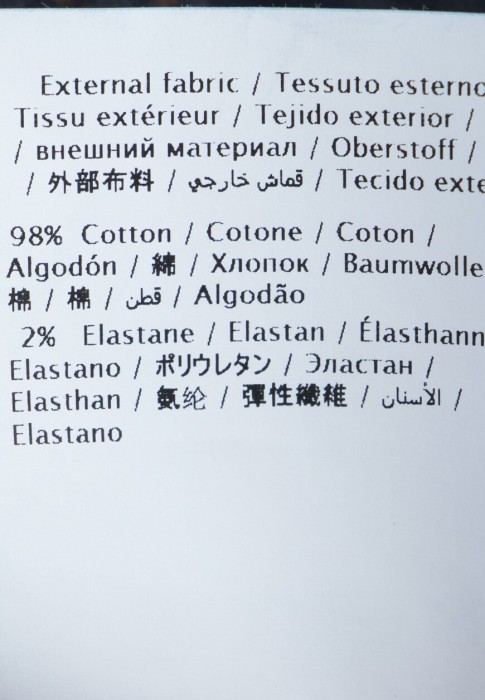 External fabric / Tessuto esterno
Tissu extérieur / Tejido exterior /
/ внешний материал / Oberstoff /
/ 外部布料 / قماش خارجي / Tecido exte
98% Cotton / Cotone / Coton /
Algodón / 綿 / Хлопок / Baumwolle
棉 / 棉 / قطن / Algodão
2% Elastane / Elastan / Élasthann
Elastano / ポリウレタン / Эластан /
Elasthan / 氨纶 / 彈性纖維 / الأسنان /
Elastano